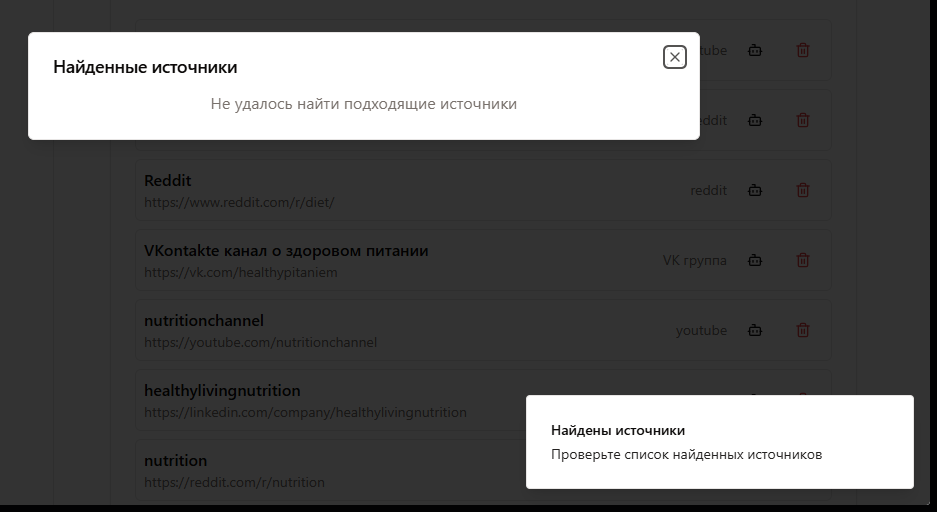 tube
Найденные источники
Не удалось найти подходящие источники
eddit
Reddit
reddit
https://www.reddit.com/r/diet/
VKontakte канал о здоровом питании
VK группа
https://vk.com/healthypitaniem
nutritionchannel
youtube
https://youtube.com/nutritionchannel
healthylivingnutrition
https://linkedin.com/company/healthylivingnutrition
Найдены источники
Проверьте список найденных источников
nutrition
https://reddit.com/r/nutrition